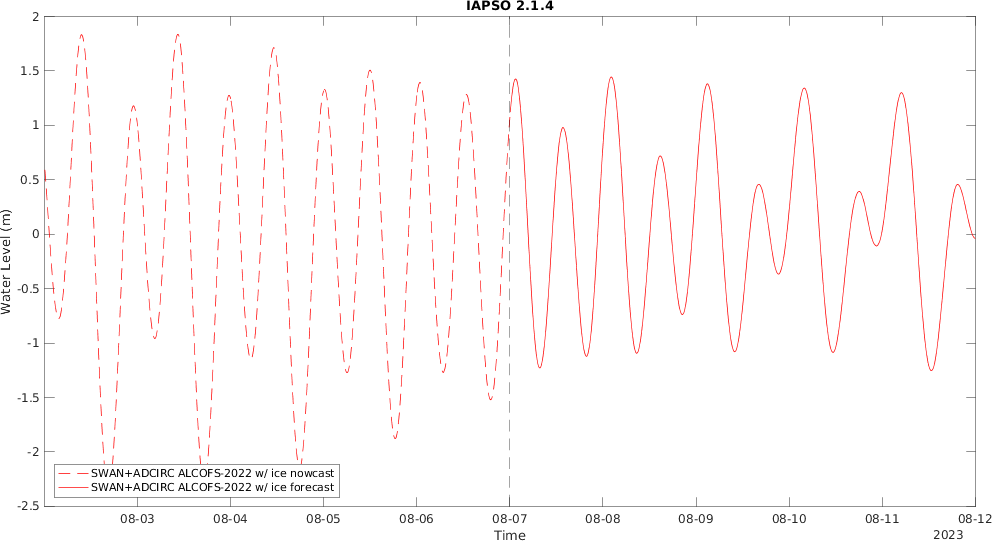 IAPSO 2.1.4
2
1.5
1
0.5
0
-0.5
-1
-1.5
-2
-2.5
Water Level (m)
SWAN+ADCIRC ALCOFS-2022 w/ ice nowcast
SWAN+ADCIRC ALCOFS-2022 w/ ice forecast
08-03 08-04 08-05 08-06 08-07 08-08 08-09 08-10 08-11 08-12
Time
2023